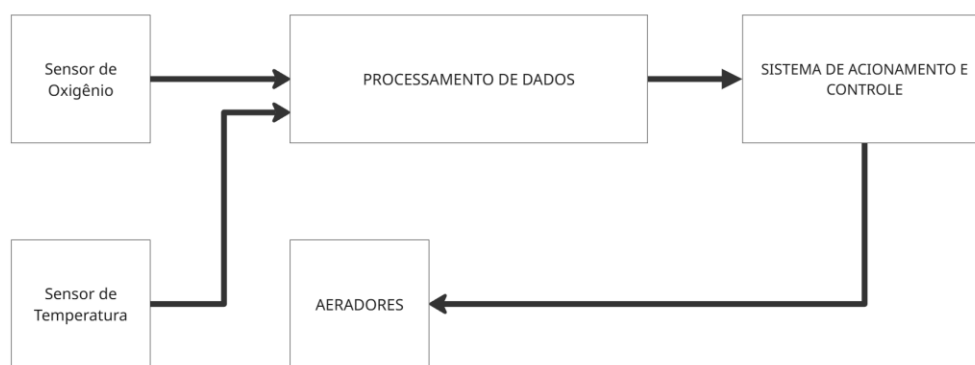 Sensor de
Oxigênio
PROCESSAMENTO DE DADOS
SISTEMA DE ACIONAMENTO E
CONTROLE
Sensor de
Temperatura
AERADORES